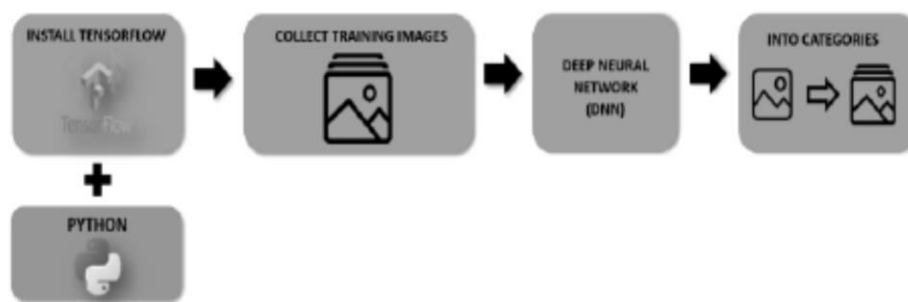 INSTALL TENSORFLOW
TensorFlow
COLLECT TRAINING IMAGES
DEEP NEURAL
NETWORK
(DNN)
INTO CATEGORIES
PYTHON